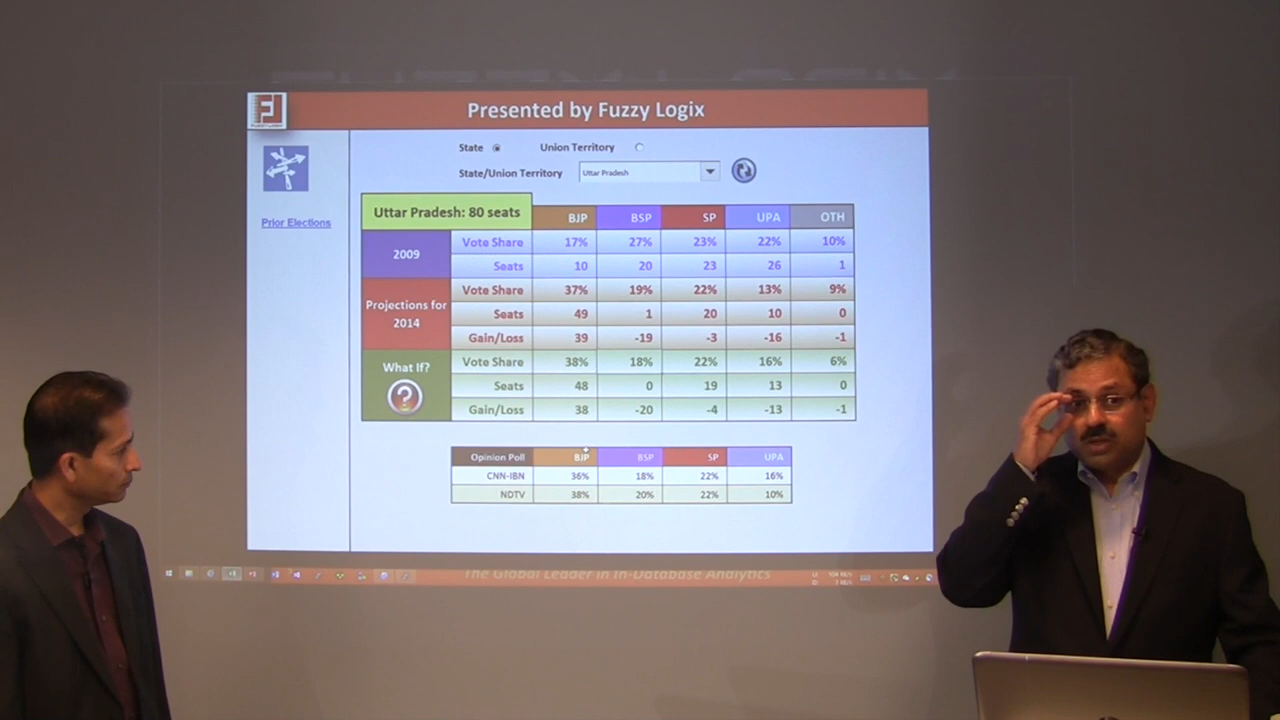 FL
Presented by Fuzzy Logix
State Union Territory
State/Union Territory Uttar Pradesh
Prior Elections
Uttar Pradesh: 80 seats BJP BSP SP UPA OTH
2009 Vote Share 17% 27% 23% 22% 10%
Seats 10 20 23 26 1
Projections for 2014 Vote Share 37% 19% 22% 13% 9%
Seats 49 1 20 10 0
Gain/Loss 39 -19 -3 -16 -1
What If? Vote Share 38% 18% 22% 16% 6%
? Seats 48 0 19 13 0
Gain/Loss 38 -20 -4 -13 -1
Opinion Poll BJP BSP SP UPA
CNN-IBN 36% 18% 22% 16%
NDTV 38% 20% 22% 10%
The Global Leader in In-Database Analytics